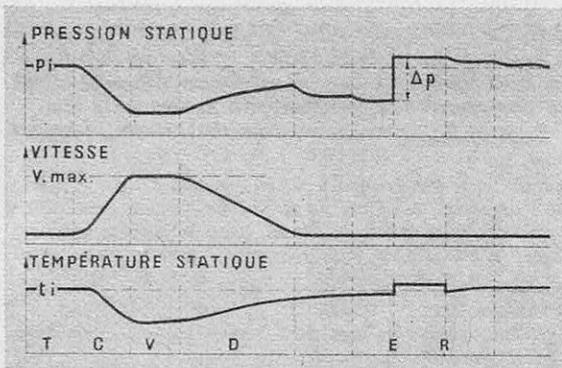 PRESSION STATIQUE
Pi
Δp
VITESSE
V.max.
TEMPÉRATURE STATIQUE
ti
T C V D E R